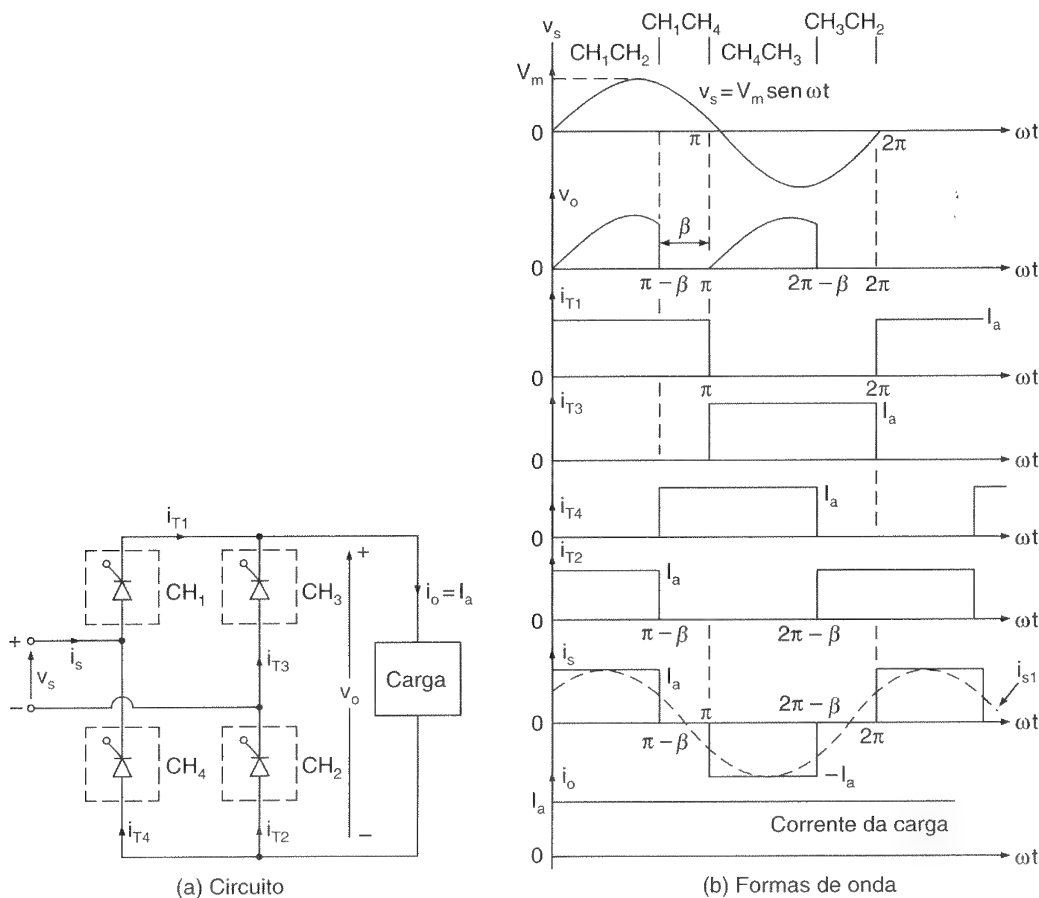 i_T1
CH_1
CH_3
i_o = I_a
+
+
i_s
v_s
−
i_T3
v_o
Carga
CH_4
CH_2
i_T4
i_T2
−
(a) Circuito
CH_1CH_4
CH_3CH_2
v_s
CH_1CH_2
CH_4CH_3
V_m
v_s = V_m sen ωt
0
π
2π
ωt
v_o
β
0
π − β
π
2π − β
2π
ωt
i_T1
I_a
0
π
2π
ωt
i_T3
I_a
0
ωt
i_T4
I_a
0
ωt
i_T2
I_a
0
π − β
2π − β
ωt
i_s
I_a
i_s1
π
2π − β
0
π − β
2π
ωt
−I_a
i_o
I_a
Corrente da carga
0
ωt
(b) Formas de onda